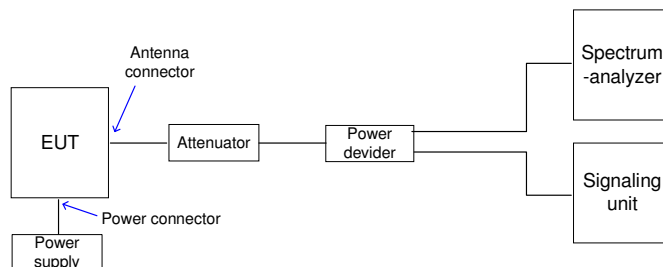 Antenna
connector
EUT
Attenuator
Power
devider
Spectrum
-analyzer
Signaling
unit
Power connector
Power
supply